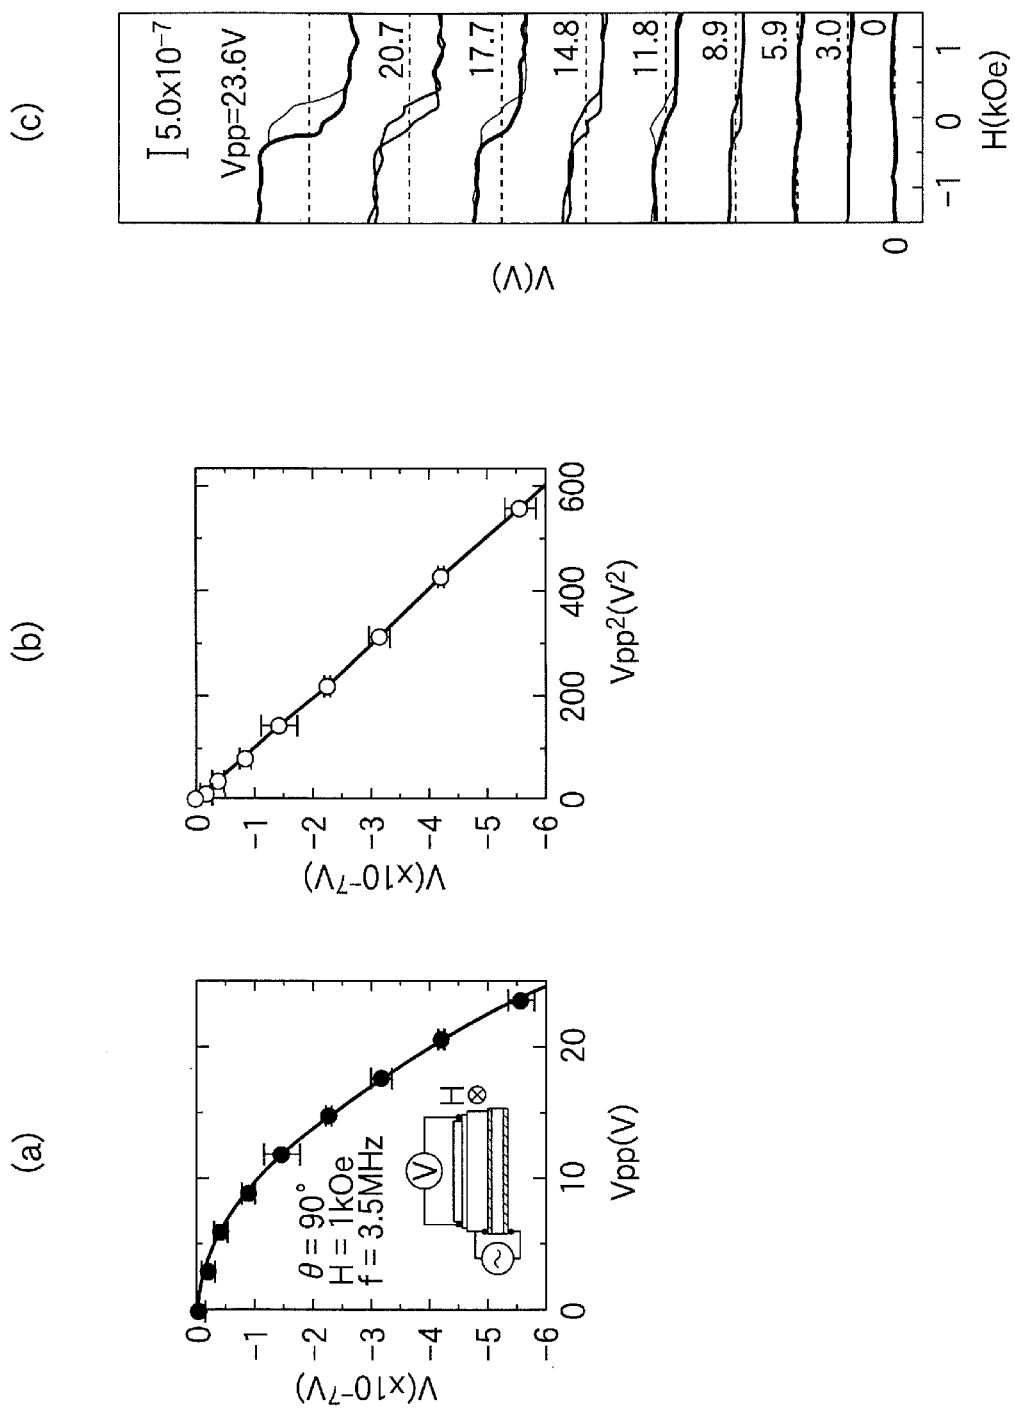 (a)
V(x10⁻⁷V)
0
-1
-2
-3
-4
-5
-6
θ = 90°
H = 1kOe
f = 3.5MHz
V
H⊗
~
0
10
20
Vpp(V)
(b)
V(x10⁻⁷V)
0
-1
-2
-3
-4
-5
-6
0
200
400
600
Vpp²(V²)
(c)
V(V)
5.0x10⁻⁷
Vpp=23.6V
20.7
17.7
14.8
11.8
8.9
5.9
3.0
0
0
-1
0
1
H(kOe)